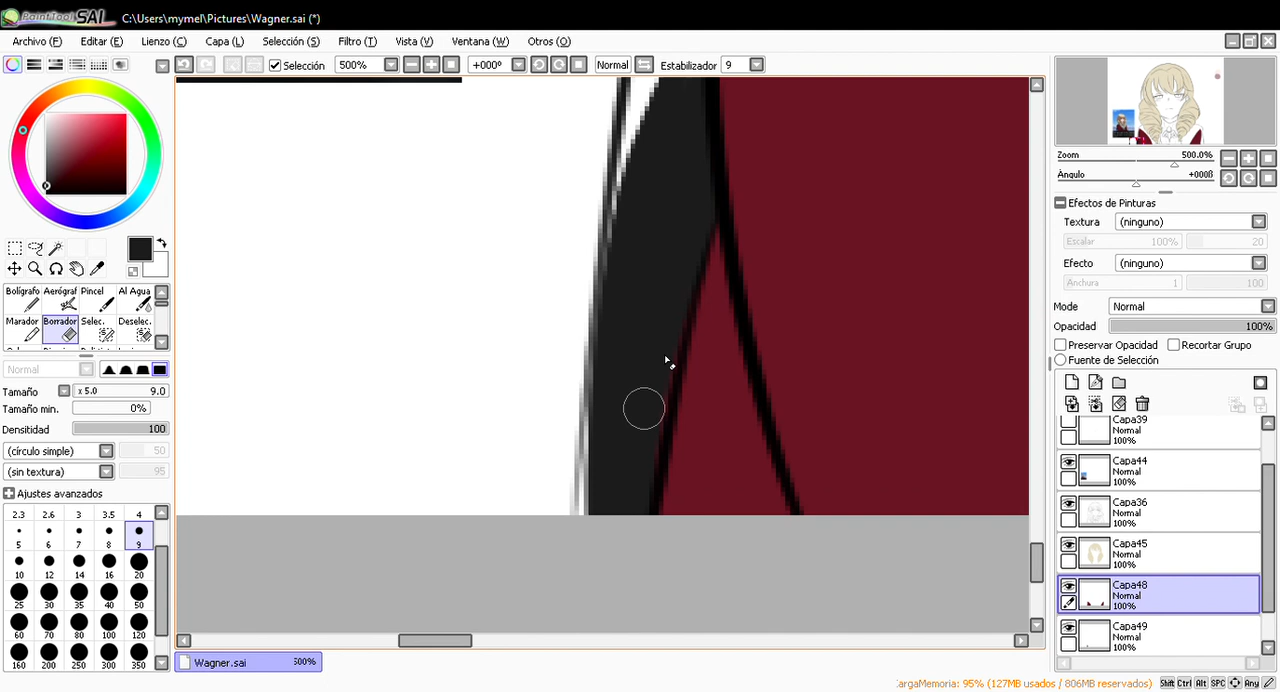 PaintTool SAI C:\Users\mymel\Pictures\Wagner.sai (*)
Archivo (F) Editar (E) Lienzo (C) Capa (L) Selección (S) Filtro (T) Vista (V) Ventana (W) Otros (O)
Selección 500% +000º Normal Estabilizador 9
Zoom 500.0%
Ángulo +000ß
Efectos de Pinturas
Textura (ninguno)
Escalar 100% 20
Efecto (ninguno)
Anchura 1 100
Mode Normal
Opacidad 100%
Preservar Opacidad Recortar Grupo
Fuente de Selección
Bolígrafo Aerógraf Pincel Al Agua
Marador Borrador Selec. Deselec.
Normal
Tamaño x 5.0 9.0
Tamaño min. 0%
Densitidad 100
(círculo simple) 50
(sin textura) 95
Ajustes avanzados
2.3 2.6 3 3.5 4
5 6 7 8 9
10 12 14 16 20
25 30 35 40 50
60 70 80 100 120
160 200 250 300 350
Capa39
Normal
100%
Capa44
Normal
100%
Capa36
Normal
100%
Capa45
Normal
100%
Capa48
Normal
100%
Capa49
Normal
100%
Wagner.sai 500%
CargaMemoria: 95% (127MB usados / 806MB reservados) Shift Ctrl Alt SPC Any